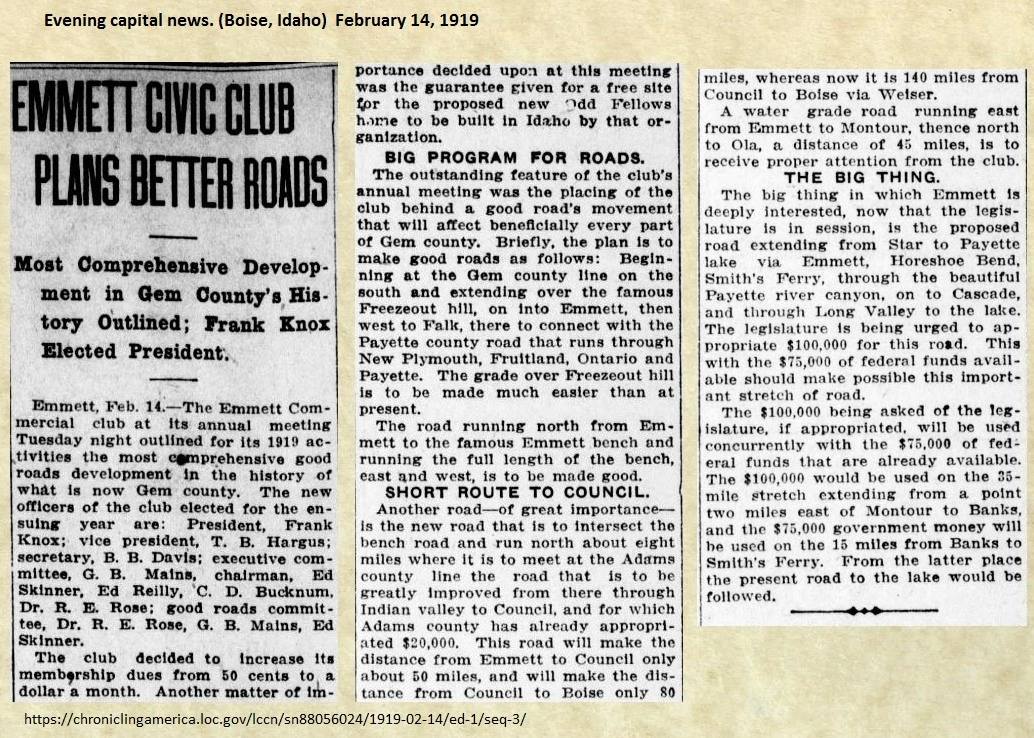 Evening capital news. (Boise, Idaho)  February 14, 1919
EMMETT CIVIC CLUB
PLANS BETTER ROADS
Most Comprehensive Develop-
ment in Gem County's His-
tory Outlined; Frank Knox
Elected President.
Emmett, Feb. 14.—The Emmett Com-
mercial club at its annual meeting
Tuesday night outlined for its 1919 ac-
tivities the most comprehensive good
roads development in the history of
what is now Gem county. The new
officers of the club elected for the en-
suing year are: President, Frank
Knox; vice president, T. B. Hargus;
secretary, B. B. Davis; executive com-
mittee, G. B. Mains, chairman, Ed
Skinner, Ed Reilly, C. D. Bucknum,
Dr. R. E. Rose; good roads commit-
tee, Dr. R. E. Rose, G. B. Mains, Ed
Skinner.
The club decided to increase its
membership dues from 50 cents to a
dollar a month. Another matter of im-
portance decided upon at this meeting
was the guarantee given for a free site
for the proposed new Odd Fellows
home to be built in Idaho by that or-
ganization.
BIG PROGRAM FOR ROADS.
The outstanding feature of the club's
annual meeting was the placing of the
club behind a good road's movement
that will affect beneficially every part
of Gem county. Briefly, the plan is to
make good roads as follows: Begin-
ning at the Gem county line on the
south and extending over the famous
Freezeout hill, on into Emmett, then
west to Falk, there to connect with the
Payette county road that runs through
New Plymouth, Fruitland, Ontario and
Payette. The grade over Freezeout hill
is to be made much easier than at
present.
The road running north from Em-
mett to the famous Emmett bench and
running the full length of the bench,
east and west, is to be made good.
SHORT ROUTE TO COUNCIL.
Another road—of great importance—
is the new road that is to intersect the
bench road and run north about eight
miles where it is to meet at the Adams
county line the road that is to be
greatly improved from there through
Indian valley to Council, and for which
Adams county has already appropri-
ated $20,000. This road will make the
distance from Emmett to Council only
about 50 miles, and will make the dis-
tance from Council to Boise only 80
miles, whereas now it is 140 miles from
Council to Boise via Weiser.
A water grade road running east
from Emmett to Montour, thence north
to Ola, a distance of 45 miles, is to
receive proper attention from the club.
THE BIG THING.
The big thing in which Emmett is
deeply interested, now that the legis-
lature is in session, is the proposed
road extending from Star to Payette
lake via Emmett, Horeshoe Bend,
Smith's Ferry, through the beautiful
Payette river canyon, on to Cascade,
and through Long Valley to the lake.
The legislature is being urged to ap-
propriate $100,000 for this road. This
with the $75,000 of federal funds avail-
able should make possible this import-
ant stretch of road.
The $100,000 being asked of the leg-
islature, if appropriated, will be used
concurrently with the $75,000 of fed-
eral funds that are already available.
The $100,000 would be used on the 35-
mile stretch extending from a point
two miles east of Montour to Banks,
and the $75,000 government money will
be used on the 15 miles from Banks to
Smith's Ferry. From the latter place
the present road to the lake would be
followed.
https://chroniclingamerica.loc.gov/lccn/sn88056024/1919-02-14/ed-1/seq-3/